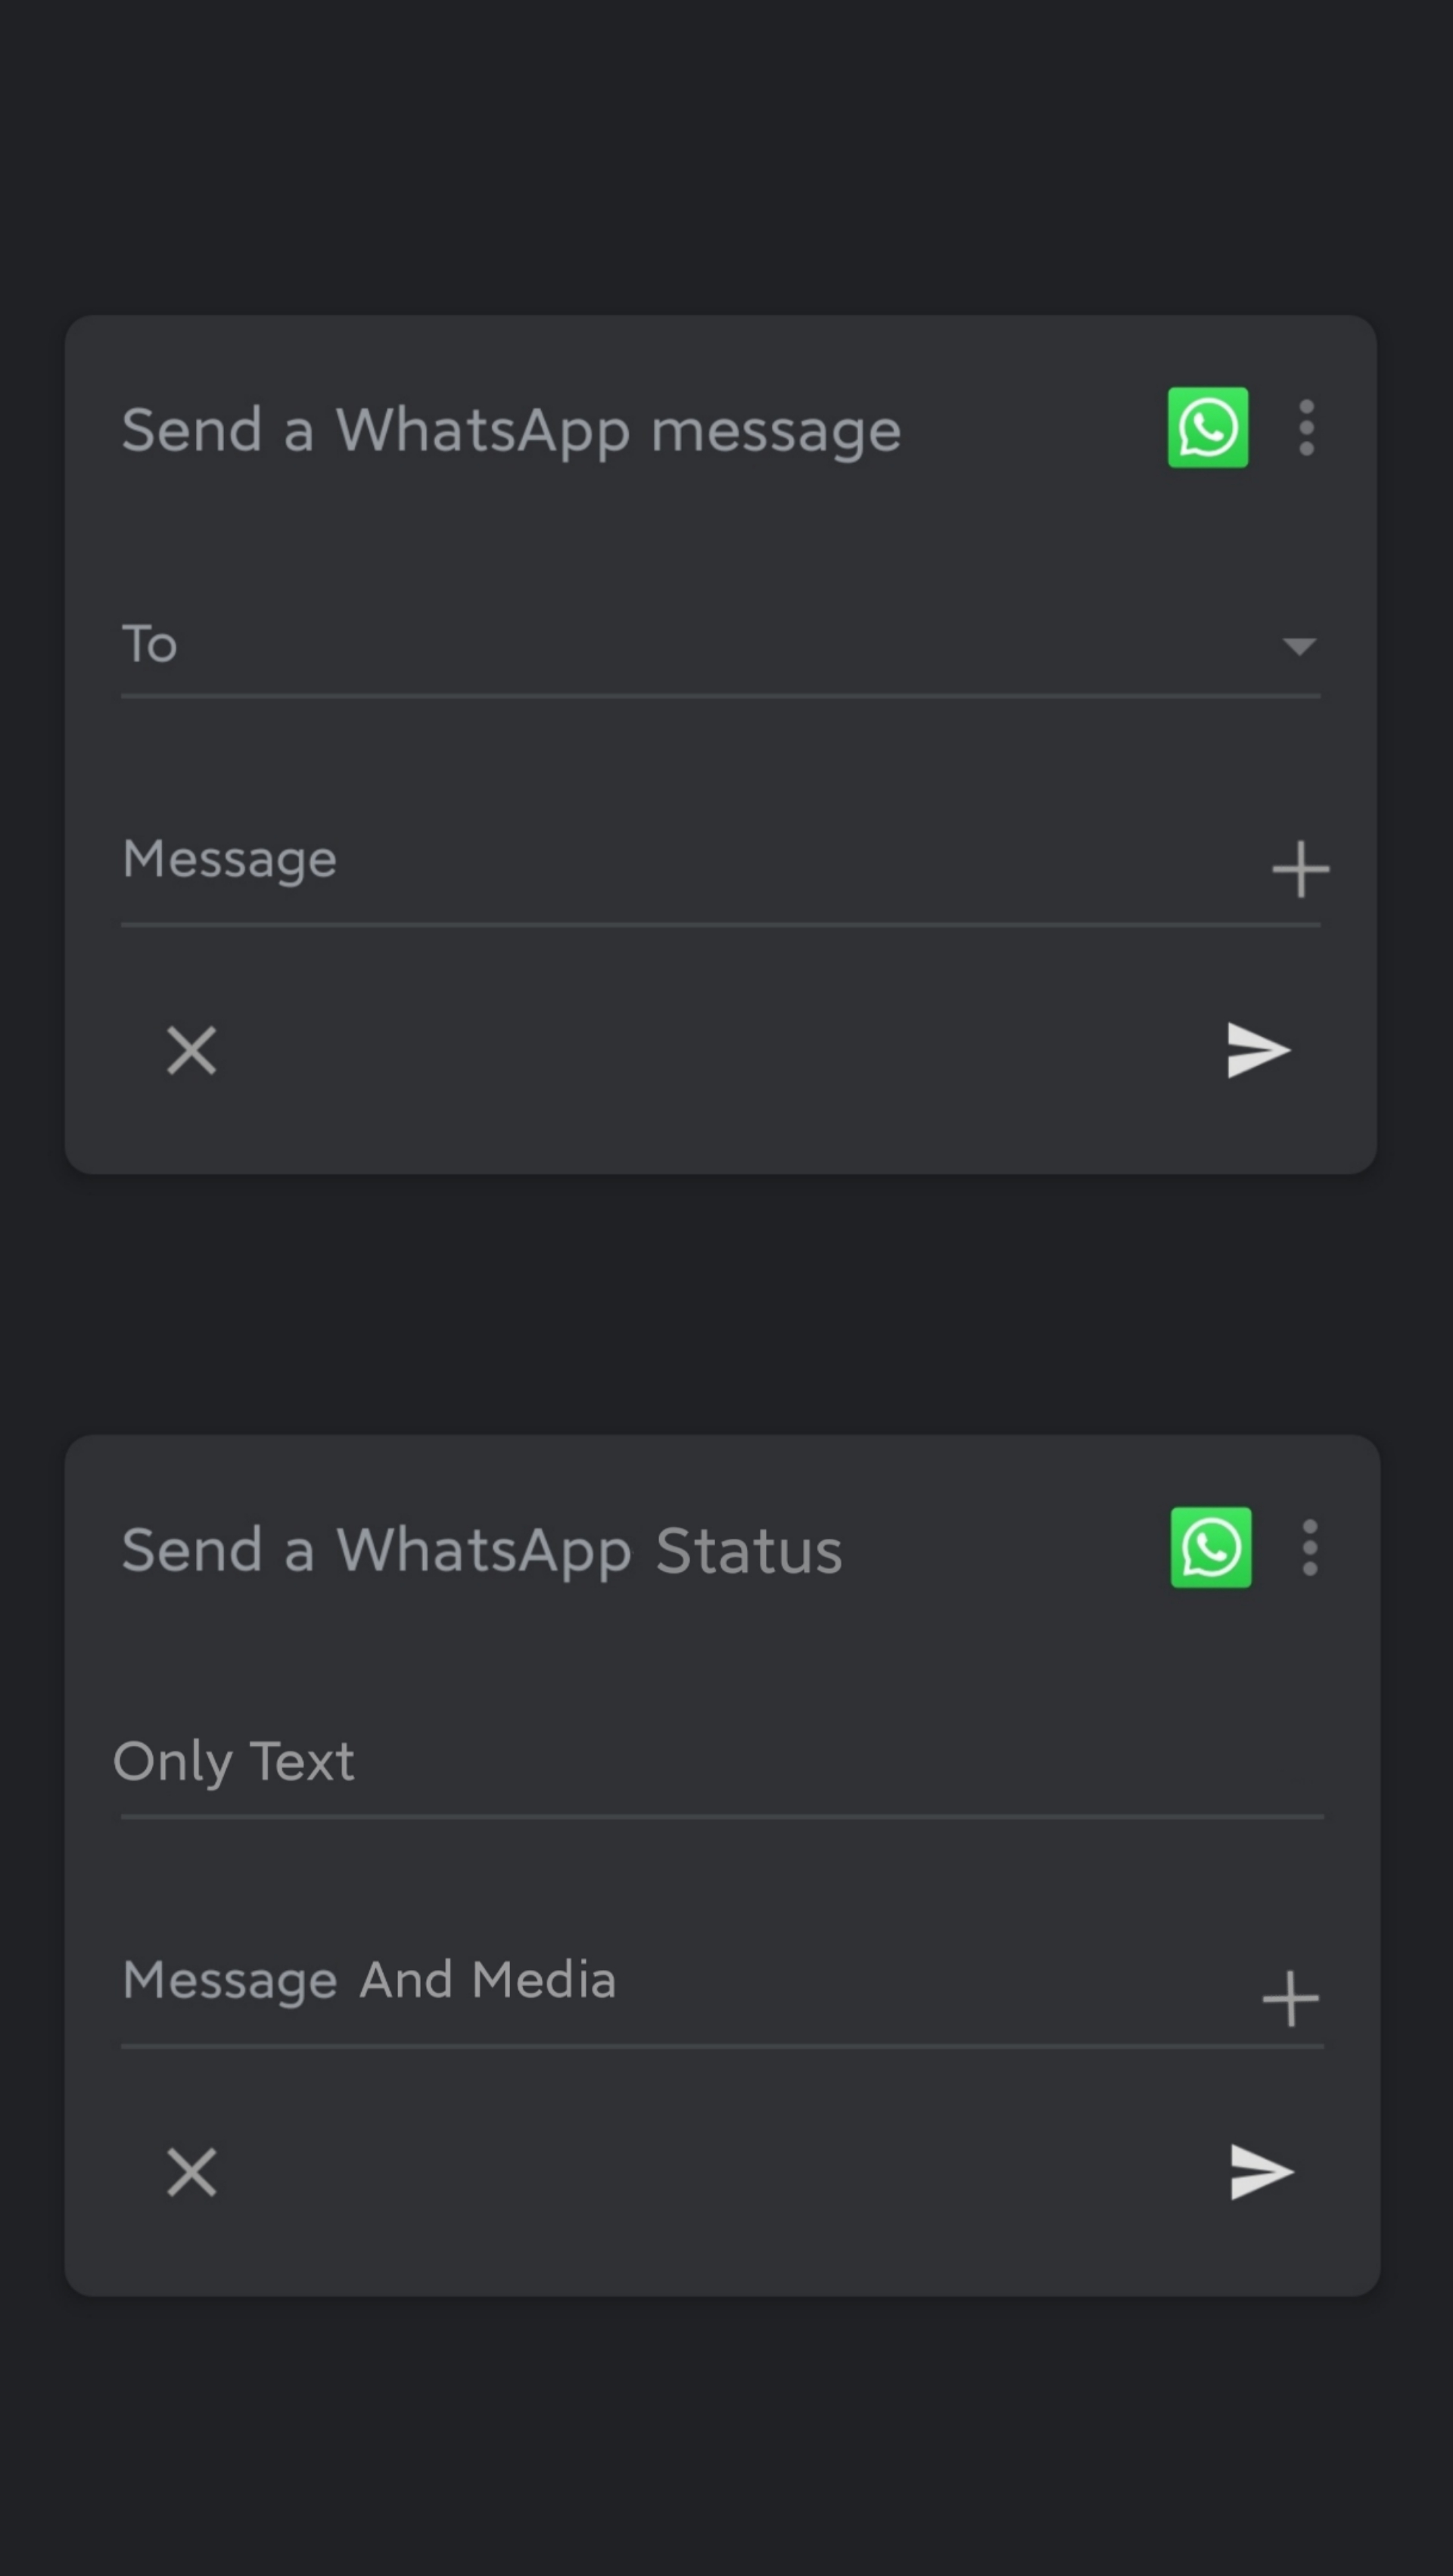 Send a WhatsApp message
To
Message
Send a WhatsApp Status
Only Text
Message And Media